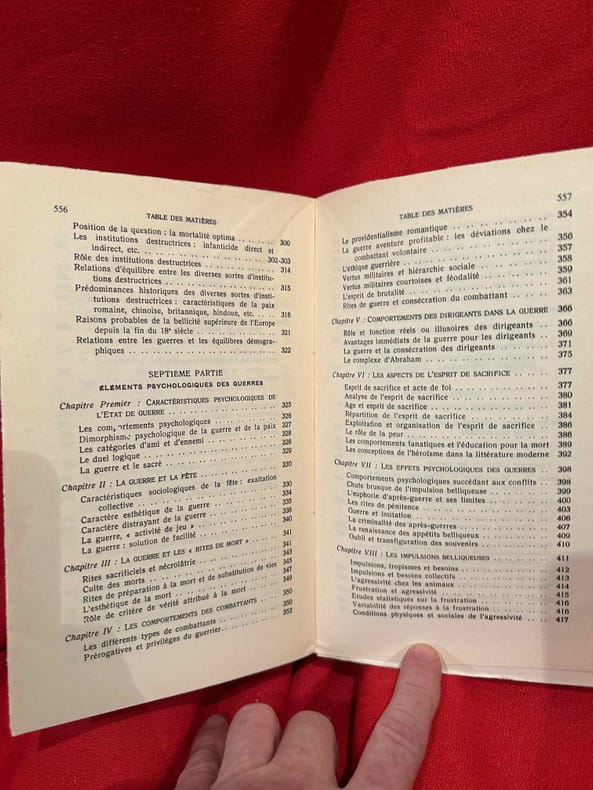 556
TABLE DES MATIÈRES
Position de la question : la mortalité optima ........ 300
Les institutions destructrices : infanticide direct et
indirect, etc. ........ 302-303
Rôle des institutions destructrices ........ 314
Relations d'équilibre entre les diverses sortes d'institu-
tions destructrices ........ 315
Prédominances historiques des diverses sortes d'insti-
tutions destructrices : caractéristiques de la paix
romaine, chinoise, britannique, hindoue, etc. ... 316
Raisons probables de la bellicité supérieure de l'Europe
depuis la fin du 18e siècle ........ 321
Relations entre les guerres et les équilibres démogra-
phiques ........ 322
SEPTIÈME PARTIE
ÉLÉMENTS PSYCHOLOGIQUES DES GUERRES
Chapitre Premier : CARACTÉRISTIQUES PSYCHOLOGIQUES DE
L'ÉTAT DE GUERRE ........ 325
Les comportements psychologiques ........ 326
Dimorphisme psychologique de la guerre et de la paix 327
Les catégories d'ami et d'ennemi ........ 328
Le duel logique ........ 328
La guerre et le sacré ........ 329
Chapitre II : LA GUERRE ET LA FÊTE ........ 330
Caractéristiques sociologiques de la fête : exaltation
collective ........ 330
Caractère esthétique de la guerre ........ 334
Caractère distrayant de la guerre ........ 335
La guerre, « activité de jeu » ........ 338
La guerre : solution de facilité ........ 340
Chapitre III : LA GUERRE ET LES « RITES DE MORT » ........ 341
Rites sacrificiels et nécrolâtrie ........ 341
Culte des morts ........ 343
Rites de préparation à la mort et de substitution de vies 345
L'esthétique de la mort ........ 347
Rôle de critère de vérité attribué à la mort ........ 349
Chapitre IV : LES COMPORTEMENTS DES COMBATTANTS ........ 350
Les différents types de combattants ........ 350
Prérogatives et privilèges du guerrier ........ 352
557
TABLE DES MATIÈRES
Le providentialisme romantique ........ 354
La guerre aventure profitable : les déviations chez le
combattant volontaire ........ 356
L'éthique guerrière ........ 357
Vertus militaires et hiérarchie sociale ........ 358
Vertus militaires courtoises et féodalité ........ 359
L'esprit de brutalité ........ 361
Rites de guerre et consécration du combattant ........ 363
Chapitre V : COMPORTEMENTS DES DIRIGEANTS DANS LA GUERRE 366
Rôle et fonction réels ou illusoires des dirigeants ........ 366
Avantages immédiats de la guerre pour les dirigeants ... 369
La guerre et la consécration des dirigeants ........ 371
Le complexe d'Abraham ........ 375
Chapitre VI : LES ASPECTS DE L'ESPRIT DE SACRIFICE ........ 377
Esprit de sacrifice et acte de foi ........ 377
Analyse de l'esprit de sacrifice ........ 380
Age et esprit de sacrifice ........ 381
Répartition de l'esprit de sacrifice ........ 384
Exploitation et organisation de l'esprit de sacrifice ... 386
Le rôle de la peur ........ 386
Les comportements fanatiques et l'éducation pour la mort 389
Les conceptions de l'héroïsme dans la littérature moderne 392
Chapitre VII : LES EFFETS PSYCHOLOGIQUES DES GUERRES ........ 398
Comportements psychologiques succédant aux conflits .. 398
Chute brusque de l'impulsion belliqueuse ........ 399
L'euphorie d'après-guerre et ses limites ........ 400
Les rites de pénitence ........ 403
Guerre et imitation ........ 406
La criminalité des après-guerres ........ 407
La renaissance des appétits belliqueux ........ 409
Oubli et transfiguration des souvenirs ........ 410
Chapitre VIII : LES IMPULSIONS BELLIQUEUSES ........ 411
Impulsions, tropismes et besoins ........ 412
Impulsions et besoins collectifs ........ 413
L'agressivité chez les animaux ........ 414
Frustration et agressivité ........ 415
Etudes statistiques sur la frustration ........ 416
Variabilité des réponses à la frustration ........ 416
Conditions physiques et sociales de l'agressivité ........ 417